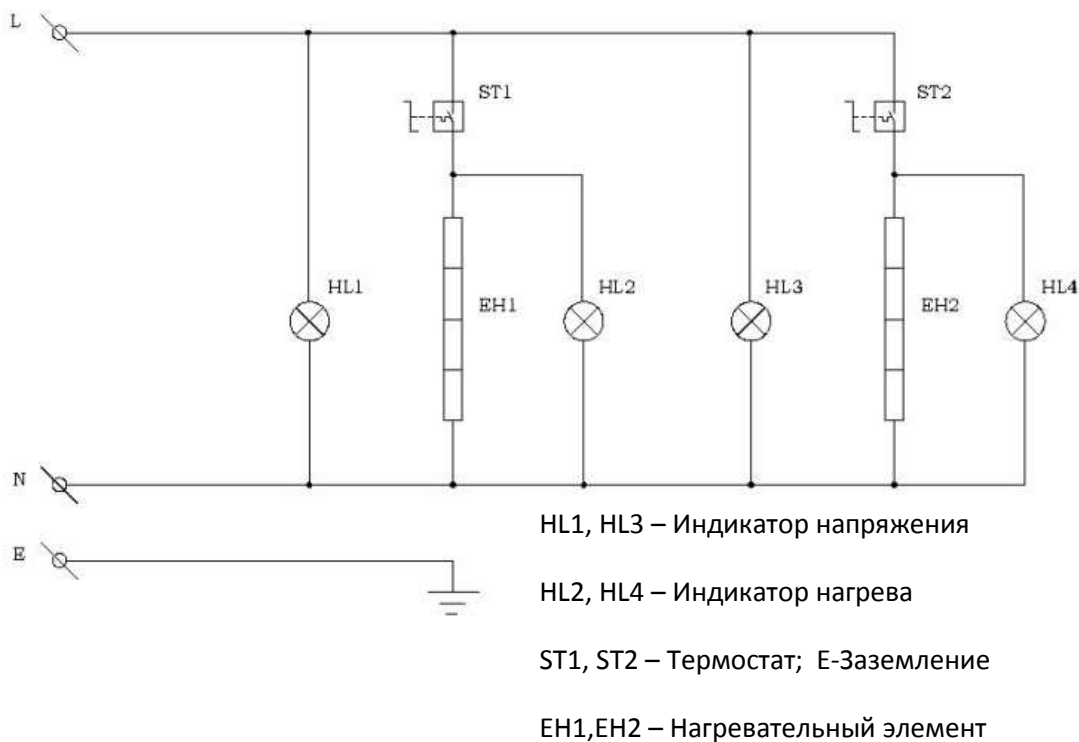 L
ST1
ST2
HL1
EH1
HL2
HL3
EH2
HL4
N
HL1, HL3 – Индикатор напряжения
E
HL2, HL4 – Индикатор нагрева
ST1, ST2 – Термостат;  E-Заземление
EH1,EH2 – Нагревательный элемент